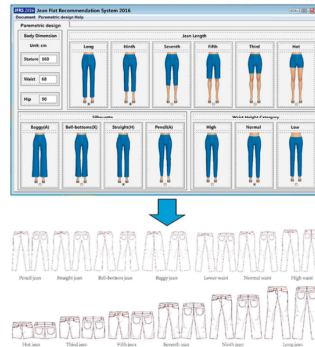 JFRS 2016 Jean Flat Recommendation System 2016
Document Parametric design Help
Parametric design
Body Dimension
Unit: cm
Stature 160
Waist 68
Hip 90
Jean Length
Long Ninth Seventh Fifth Third Hot
Silhouette
Waist Height Category
Baggy(A) Bell-bottoms(X) Straight(H) Pencil(A) High Normal Low
Pencil jean Straight jean Bell-bottom jean Baggy jean Lower waist Normal waist High waist
Hot jean Third jean Fifth jean Seventh jean Ninth jean Long jean